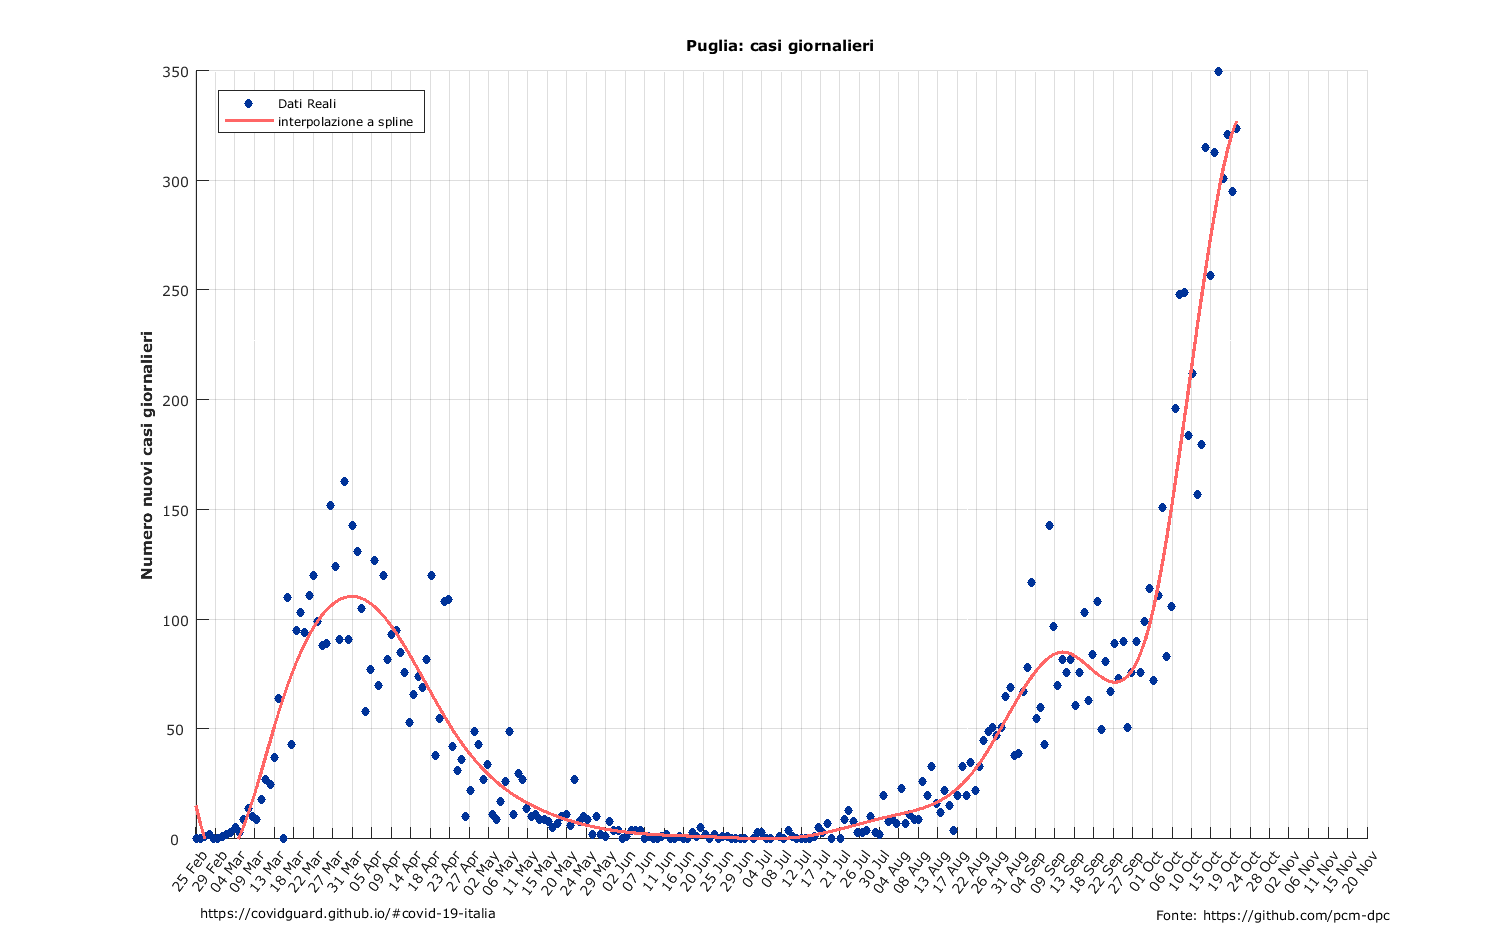 Puglia: casi giornalieri
Dati Reali
interpolazione a spline
Numero nuovi casi giornalieri
350
300
250
200
150
100
50
0
25 Feb
29 Feb
04 Mar
09 Mar
13 Mar
18 Mar
22 Mar
27 Mar
31 Mar
05 Apr
09 Apr
14 Apr
18 Apr
23 Apr
27 Apr
02 May
06 May
11 May
15 May
20 May
24 May
29 May
02 Jun
07 Jun
11 Jun
16 Jun
20 Jun
25 Jun
29 Jun
04 Jul
08 Jul
12 Jul
17 Jul
21 Jul
26 Jul
30 Jul
04 Aug
08 Aug
13 Aug
17 Aug
22 Aug
26 Aug
31 Aug
04 Sep
09 Sep
13 Sep
18 Sep
22 Sep
27 Sep
01 Oct
06 Oct
10 Oct
15 Oct
19 Oct
24 Oct
28 Oct
02 Nov
06 Nov
11 Nov
15 Nov
20 Nov
https://covidguard.github.io/#covid-19-italia
Fonte: https://github.com/pcm-dpc